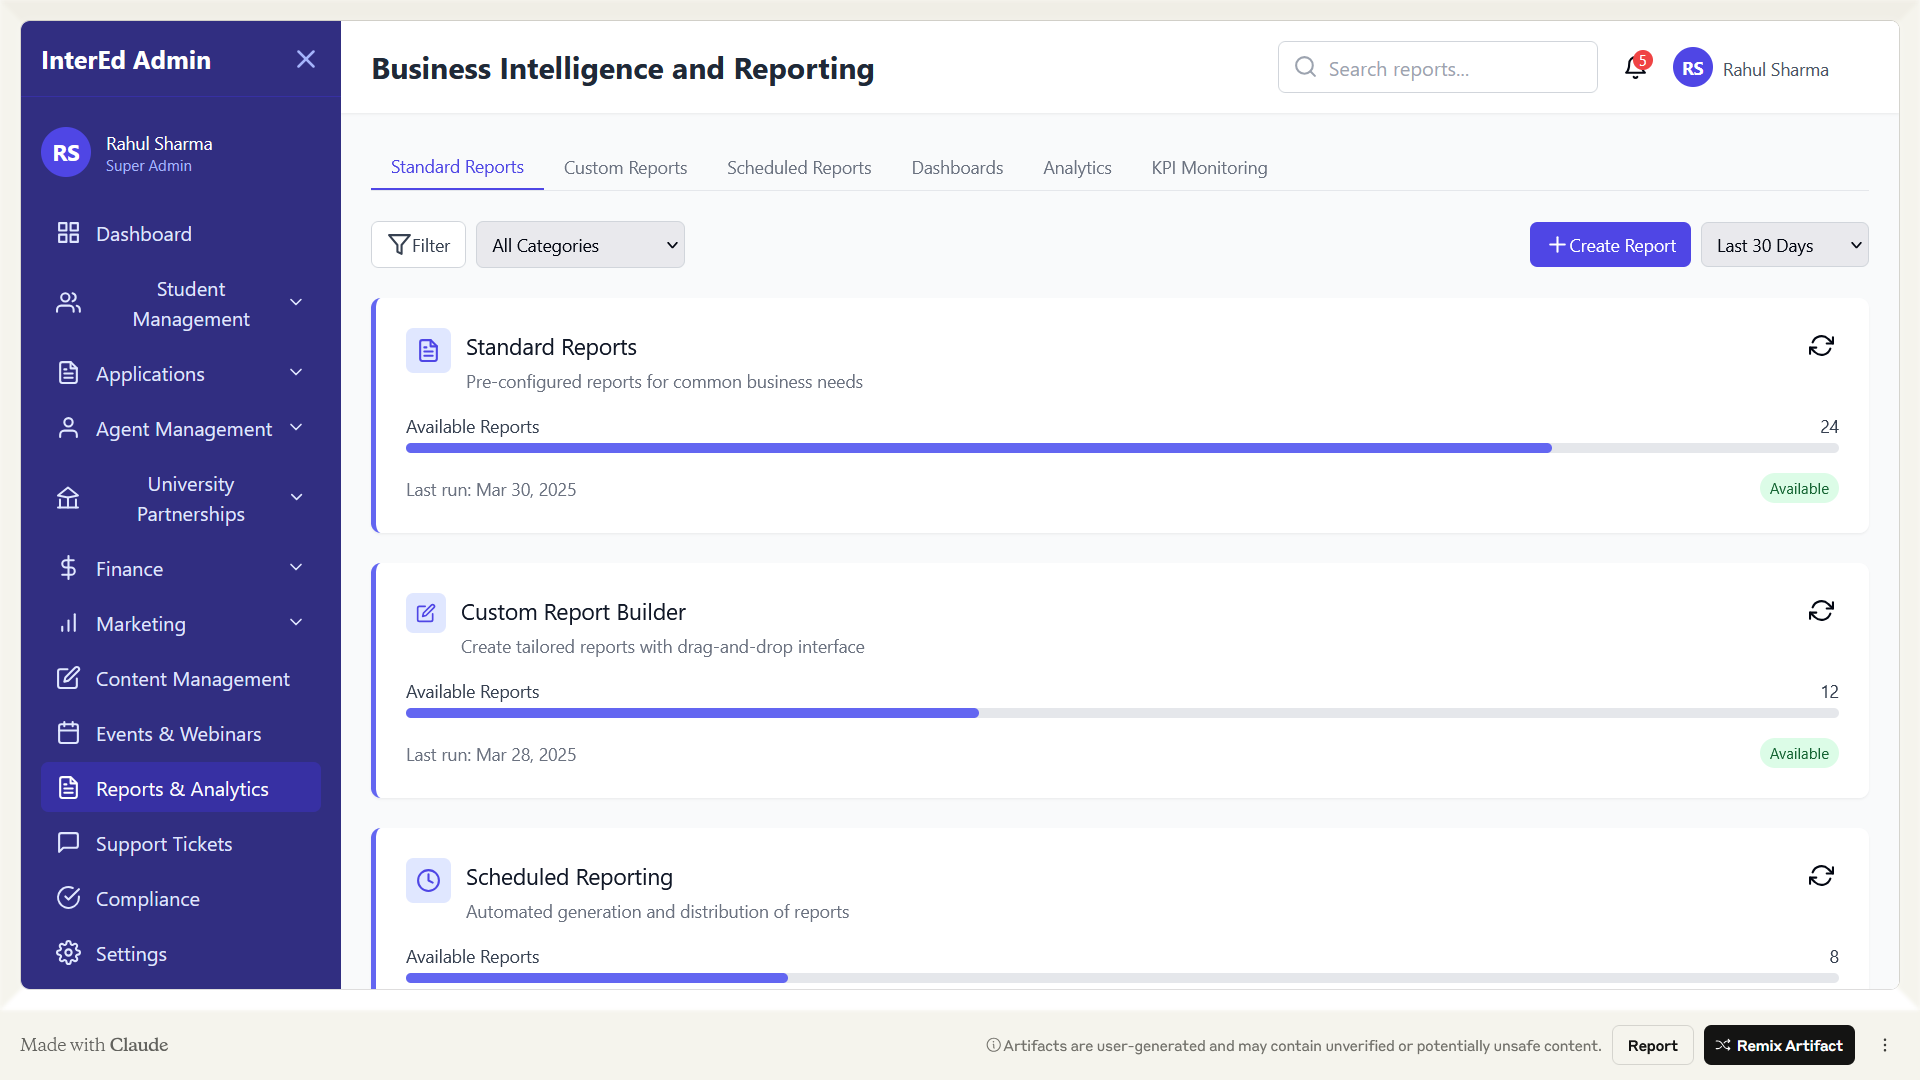 InterEd Admin
RS
Rahul Sharma
Super Admin
Dashboard
Student
Management
Applications
Agent Management
University
Partnerships
Finance
Marketing
Content Management
Events & Webinars
Reports & Analytics
Support Tickets
Compliance
Settings
Business Intelligence and Reporting
Search reports...
5
RS
Rahul Sharma
Standard Reports
Custom Reports
Scheduled Reports
Dashboards
Analytics
KPI Monitoring
Filter
All Categories
Create Report
Last 30 Days
Standard Reports
Pre-configured reports for common business needs
Available Reports
24
Last run: Mar 30, 2025
Available
Custom Report Builder
Create tailored reports with drag-and-drop interface
Available Reports
12
Last run: Mar 28, 2025
Available
Scheduled Reporting
Automated generation and distribution of reports
Available Reports
8
Made with Claude
Artifacts are user-generated and may contain unverified or potentially unsafe content.
Report
Remix Artifact